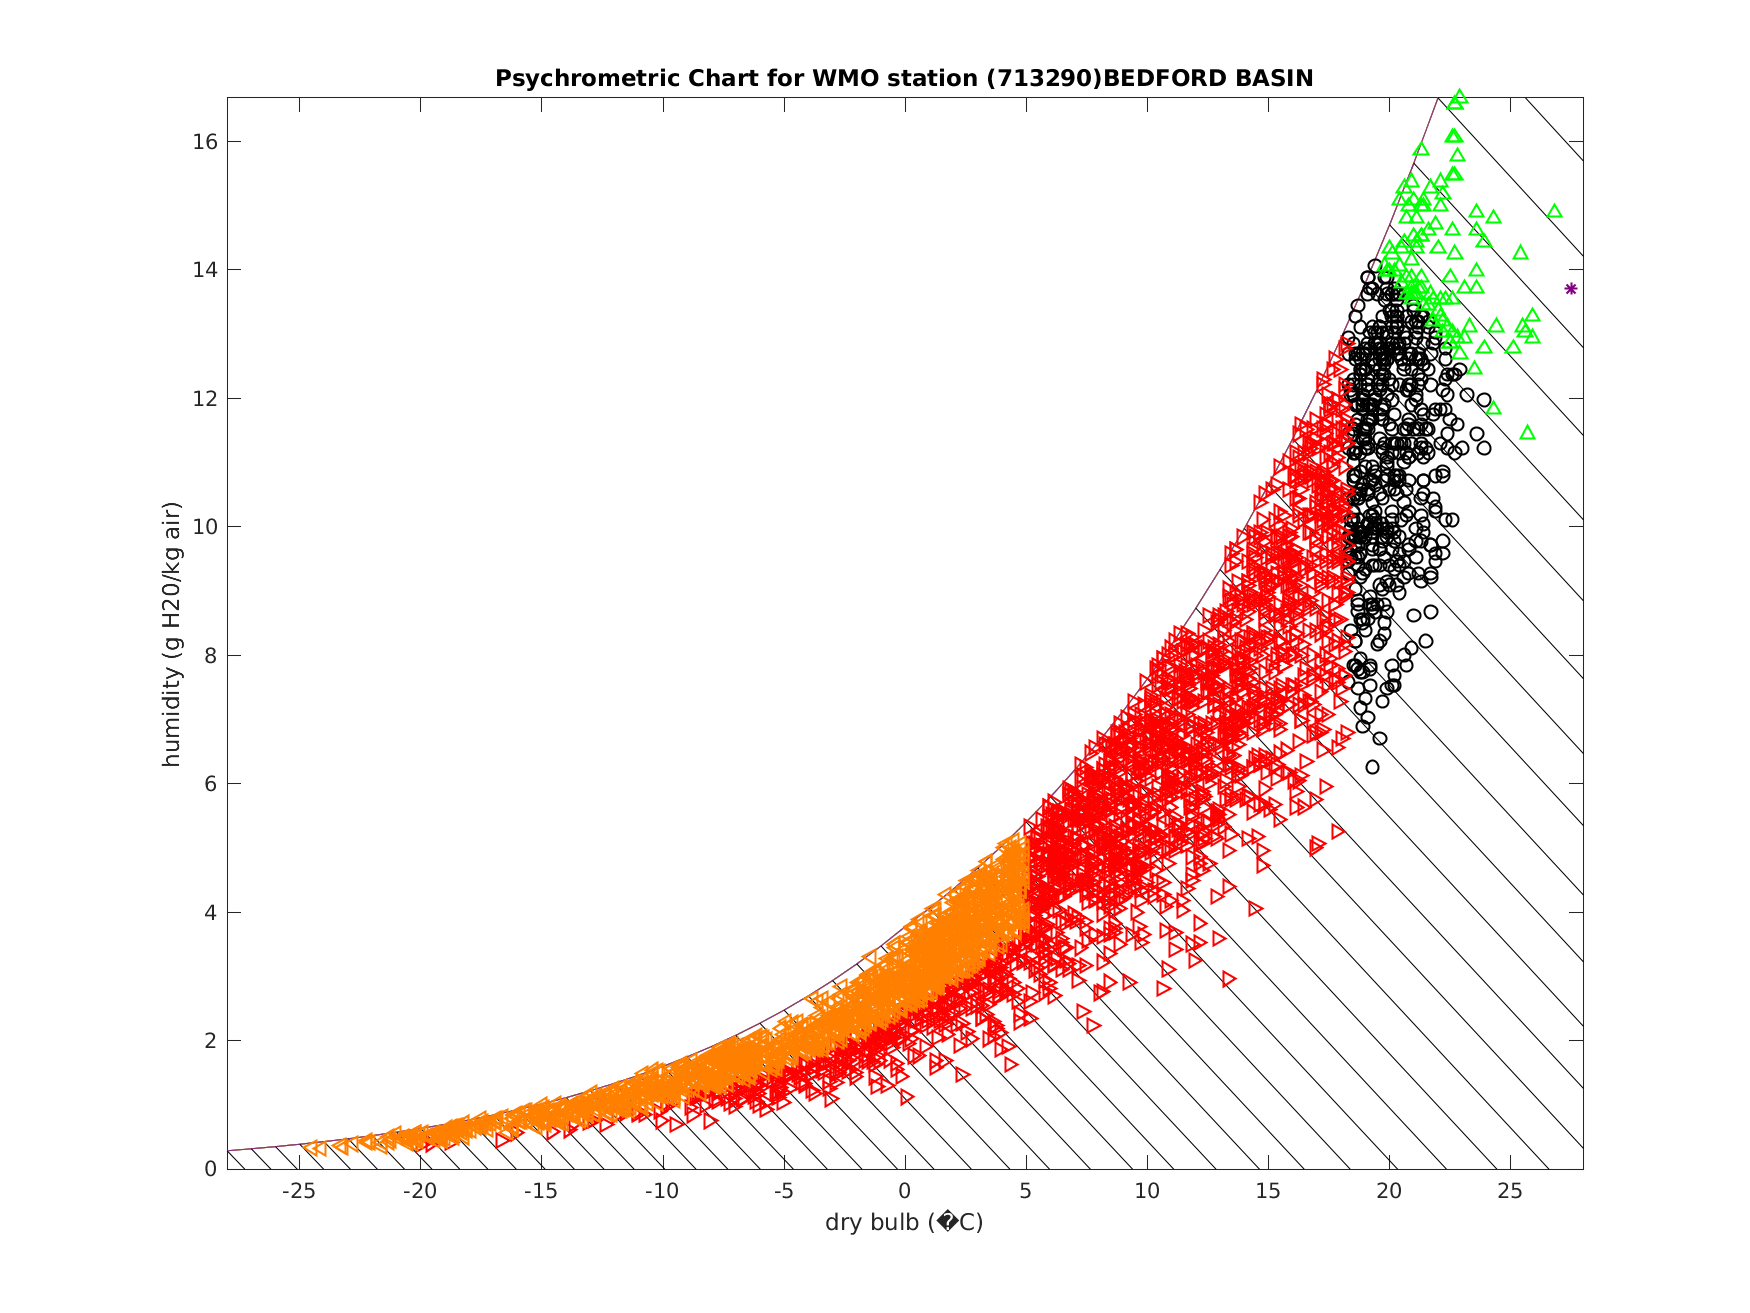 Psychrometric Chart for WMO station (713290)BEDFORD BASIN
humidity (g H20/kg air)
16
14
12
10
8
6
4
2
0
-25 -20 -15 -10 -5 0 5 10 15 20 25
dry bulb (�C)